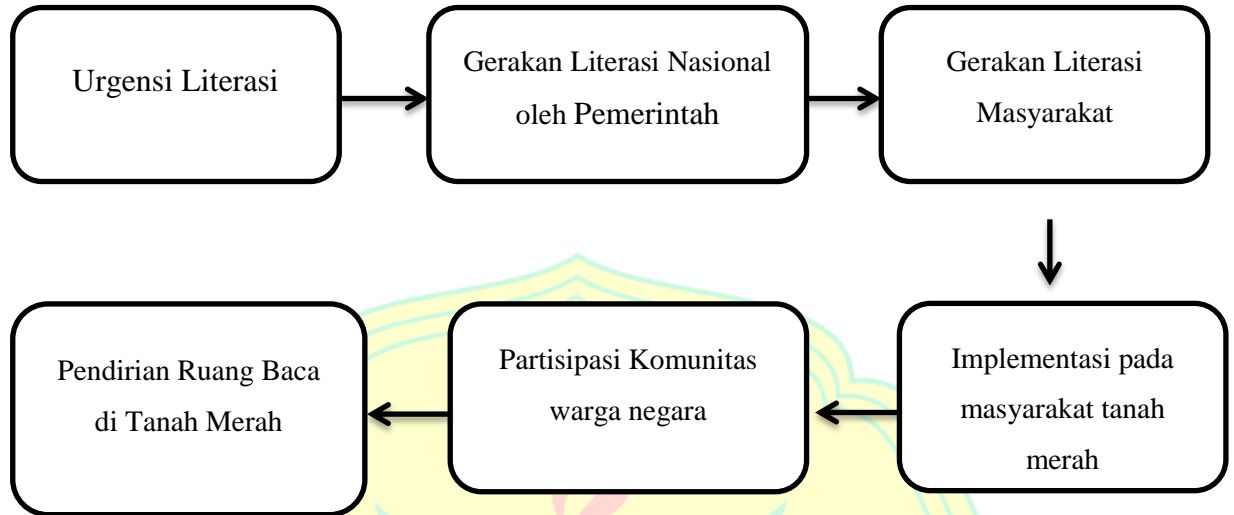 Urgensi Literasi
Gerakan Literasi Nasional
oleh Pemerintah
Gerakan Literasi
Masyarakat
Implementasi pada
masyarakat tanah
merah
Partisipasi Komunitas
warga negara
Pendirian Ruang Baca
di Tanah Merah